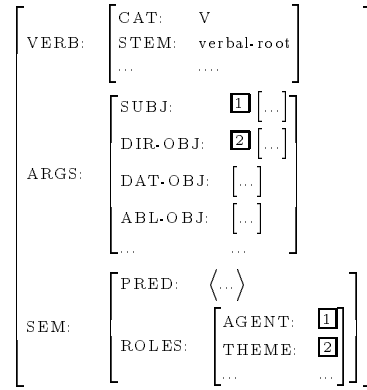 CAT: V
VERB: STEM: verbal-root
... ....
SUBJ: 1 [...]
DIR-OBJ: 2 [...]
ARGS: DAT-OBJ: [...]
ABL-OBJ: [...]
... ...
PRED: ⟨...⟩
SEM: AGENT: 1
ROLES: THEME: 2
... ...